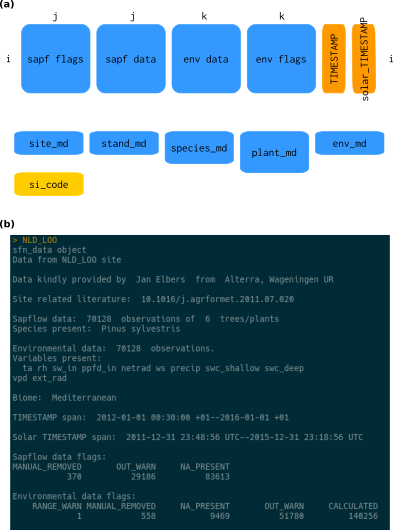 (a)
j j k k
i sapf flags sapf data env data env flags TIMESTAMP solar_TIMESTAMP i
site_md stand_md species_md plant_md env_md
si_code
(b)
> NLD_LOO
sfn_data object
Data from NLD_LOO site
Data kindly provided by Jan Elbers from Alterra, Wageningen UR
Site related literature: 10.1016/j.agrformet.2011.07.020
Sapflow data: 70128 observations of 6 trees/plants
Species present: Pinus sylvestris
Environmental data: 70128 observations.
Variables present:
ta rh sw_in ppfd_in netrad ws precip swc_shallow swc_deep
vpd ext_rad
Biome: Mediterranean
TIMESTAMP span: 2012-01-01 00:30:00 +01--2016-01-01 +01
Solar TIMESTAMP span: 2011-12-31 23:48:56 UTC--2015-12-31 23:18:56 UTC
Sapflow data flags:
MANUAL_REMOVED OUT_WARN NA_PRESENT
370 29186 83613
Environmental data flags:
RANGE_WARN MANUAL_REMOVED NA_PRESENT OUT_WARN CALCULATED
1 558 9469 51780 140256